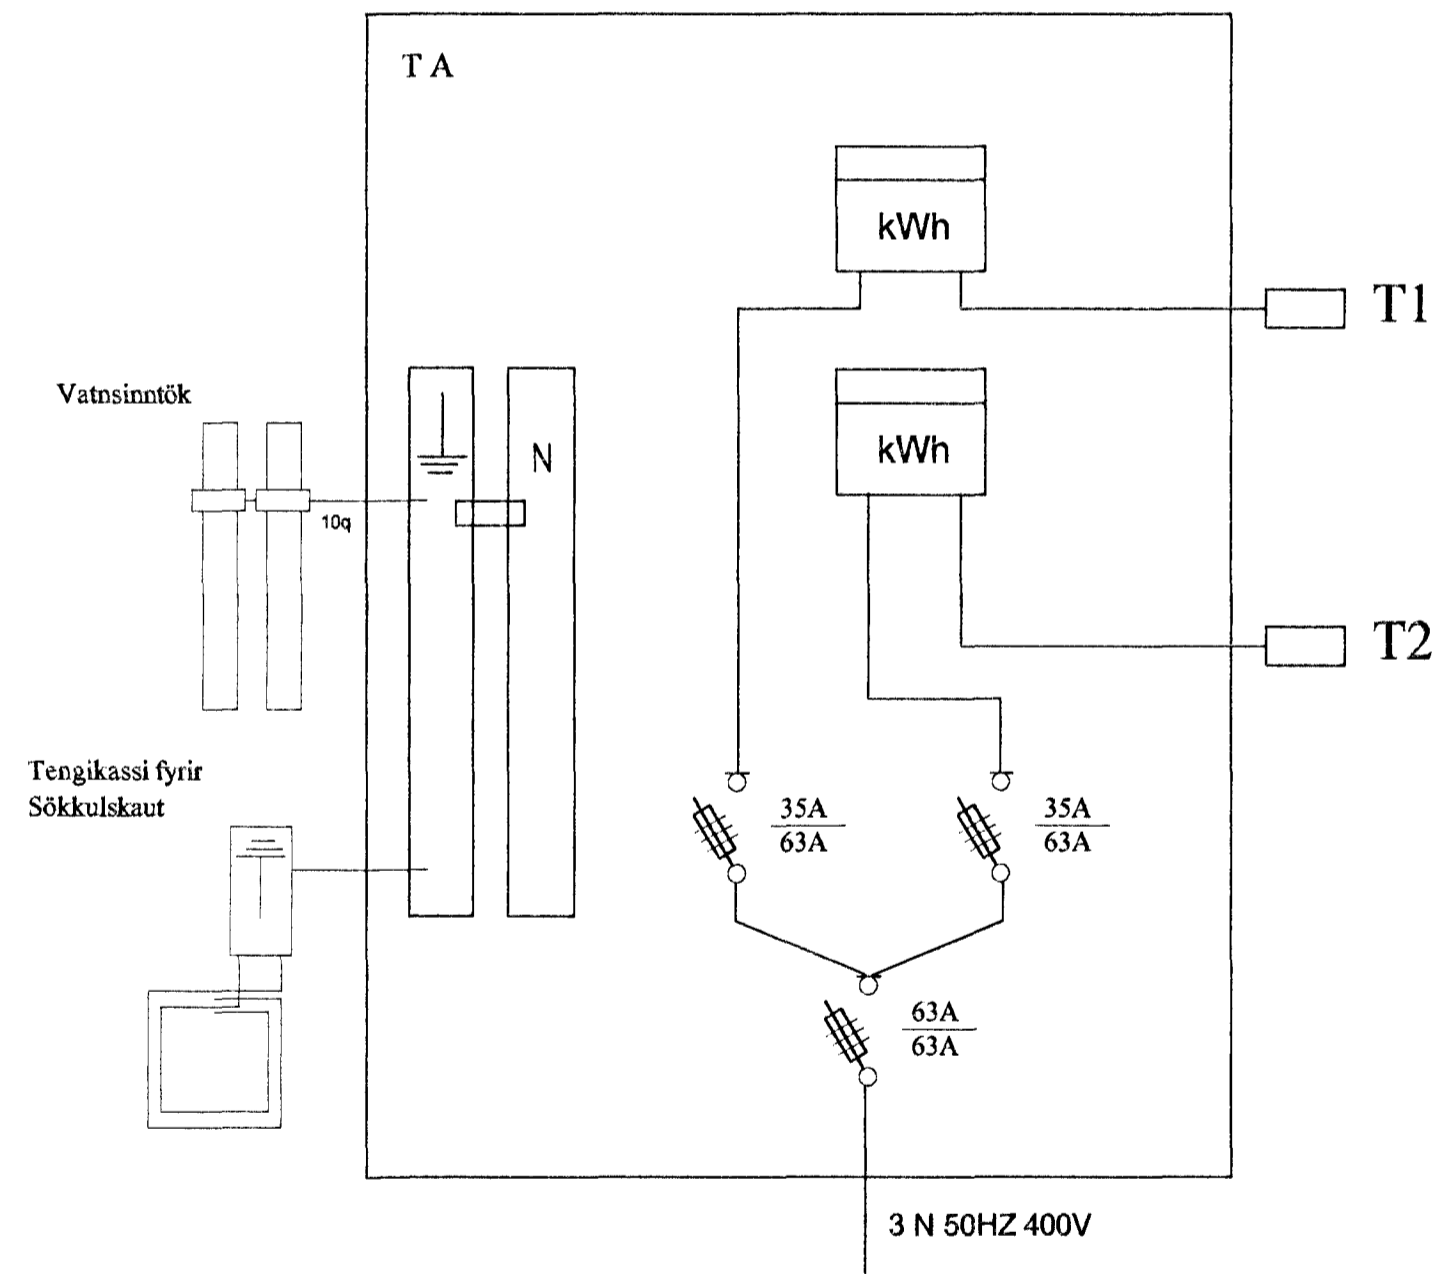 T A
kWh
T1
Vatnsinntök
kWh
N
10q
T2
Tengikassi fyrir
Sökkulskaut
35A
63A
35A
63A
63A
63A
3 N 50HZ 400V